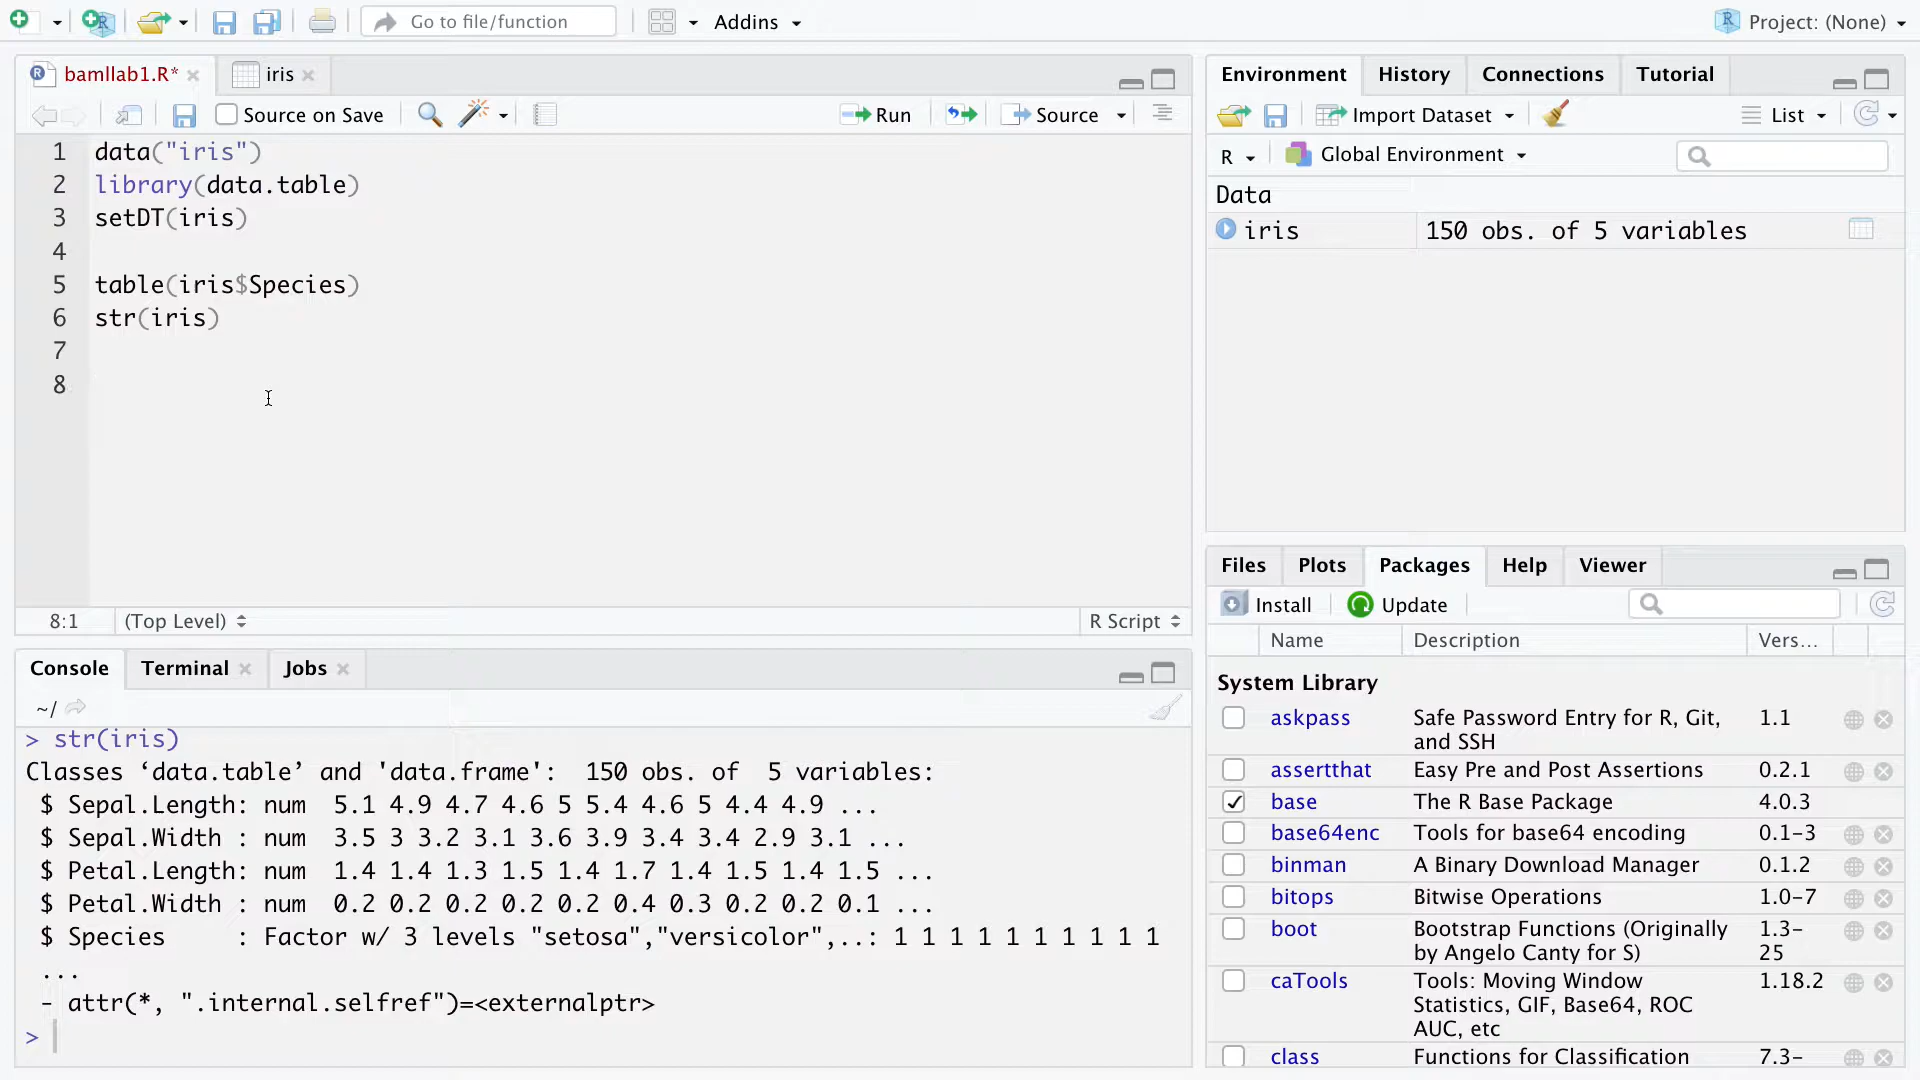 Go to file/function
Addins
Project: (None)
bamllab1.R*
iris
Source on Save
Run
Source
1 data("iris")
2 library(data.table)
3 setDT(iris)
4
5 table(iris$Species)
6 str(iris)
7
8
8:1
(Top Level)
R Script
Console
Terminal
Jobs
~/
> str(iris)
Classes ‘data.table’ and 'data.frame': 150 obs. of 5 variables:
$ Sepal.Length: num 5.1 4.9 4.7 4.6 5 5.4 4.6 5 4.4 4.9 ...
$ Sepal.Width : num 3.5 3 3.2 3.1 3.6 3.9 3.4 3.4 2.9 3.1 ...
$ Petal.Length: num 1.4 1.4 1.3 1.5 1.4 1.7 1.4 1.5 1.4 1.5 ...
$ Petal.Width : num 0.2 0.2 0.2 0.2 0.2 0.4 0.3 0.2 0.2 0.1 ...
$ Species : Factor w/ 3 levels "setosa","versicolor",..: 1 1 1 1 1 1 1 1 1 1
...
- attr(*, ".internal.selfref")=<externalptr>
>
Environment
History
Connections
Tutorial
Import Dataset
List
R
Global Environment
Data
iris 150 obs. of 5 variables
Files
Plots
Packages
Help
Viewer
Install
Update
Name Description Vers...
System Library
askpass Safe Password Entry for R, Git, 1.1
and SSH
assertthat Easy Pre and Post Assertions 0.2.1
base The R Base Package 4.0.3
base64enc Tools for base64 encoding 0.1-3
binman A Binary Download Manager 0.1.2
bitops Bitwise Operations 1.0-7
boot Bootstrap Functions (Originally 1.3-
by Angelo Canty for S) 25
caTools Tools: Moving Window 1.18.2
Statistics, GIF, Base64, ROC
AUC, etc
class Functions for Classification 7.3-